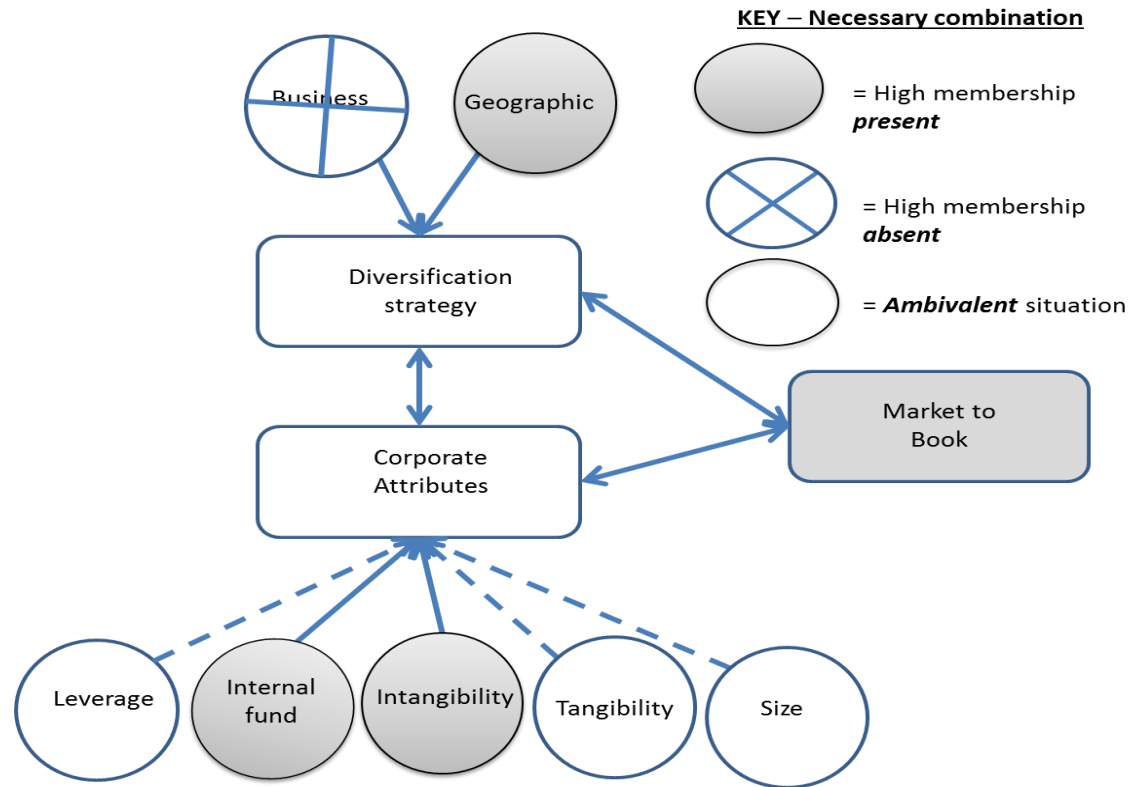 KEY – Necessary combination
Business
Geographic
= High membership
present
= High membership
absent
= Ambivalent situation
Diversification
strategy
Market to
Book
Corporate
Attributes
Leverage
Internal
fund
Intangibility
Tangibility
Size